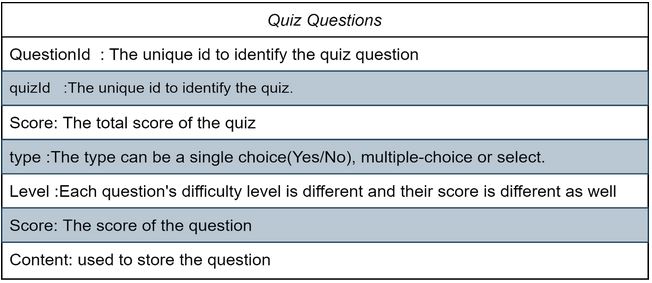 Quiz Questions
QuestionId : The unique id to identify the quiz question
quizId :The unique id to identify the quiz.
Score: The total score of the quiz
type :The type can be a single choice(Yes/No), multiple-choice or select.
Level :Each question's difficulty level is different and their score is different as well
Score: The score of the question
Content: used to store the question